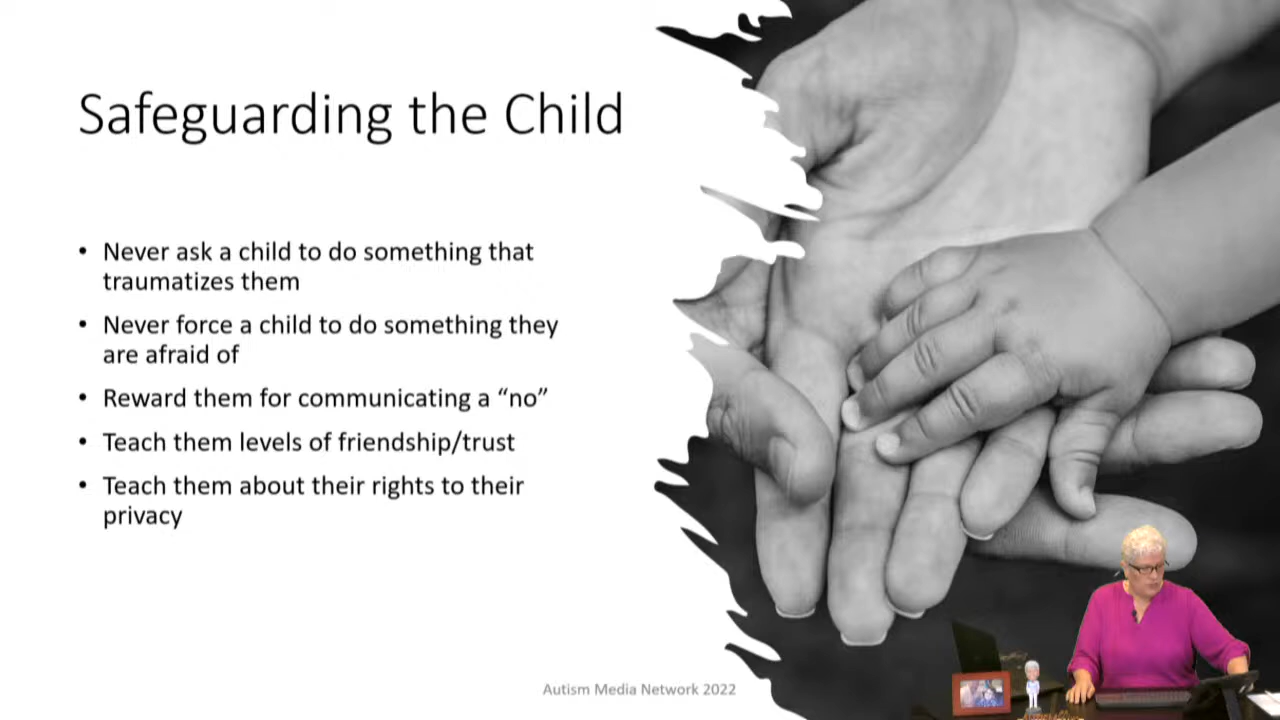 Safeguarding the Child
• Never ask a child to do something that
traumatizes them
• Never force a child to do something they
are afraid of
• Reward them for communicating a “no”
• Teach them levels of friendship/trust
• Teach them about their rights to their
privacy
Autism Media Network 2022